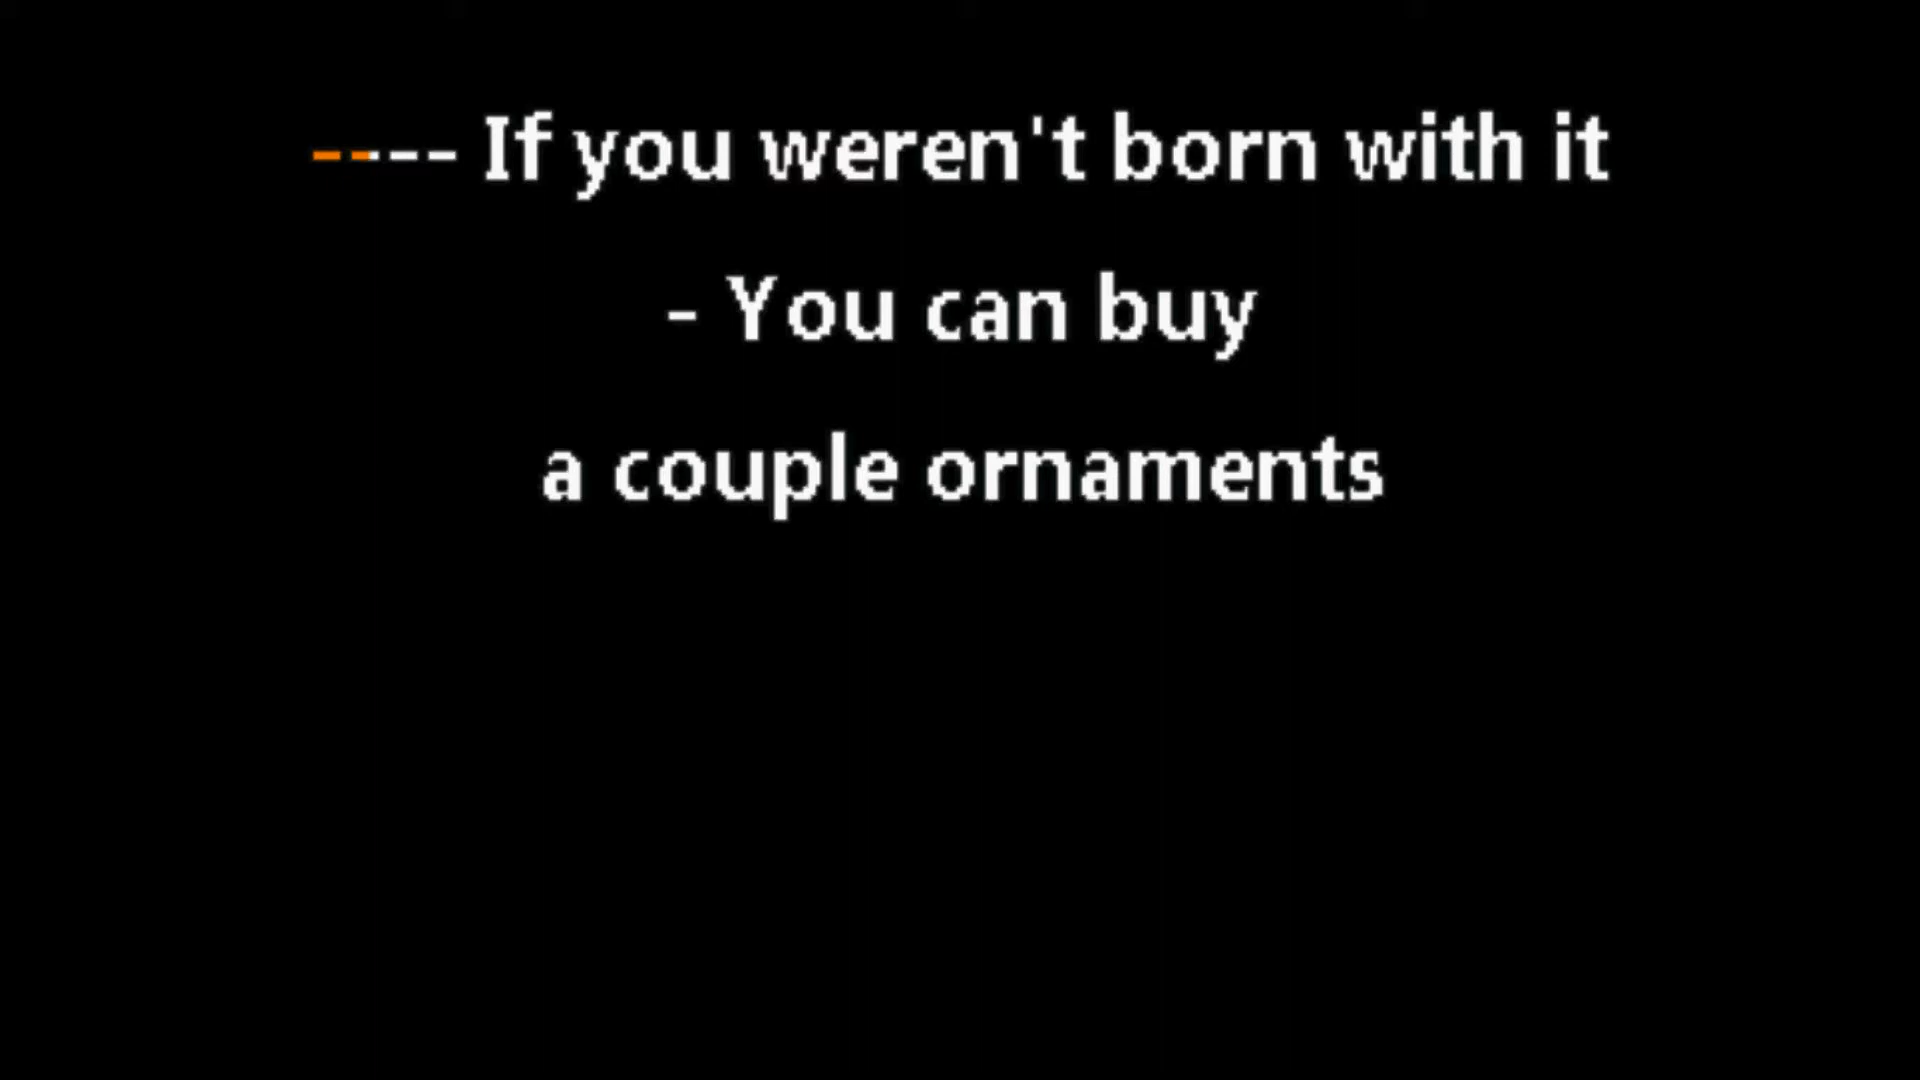 ---- If you weren't born with it
- You can buy
a couple ornaments